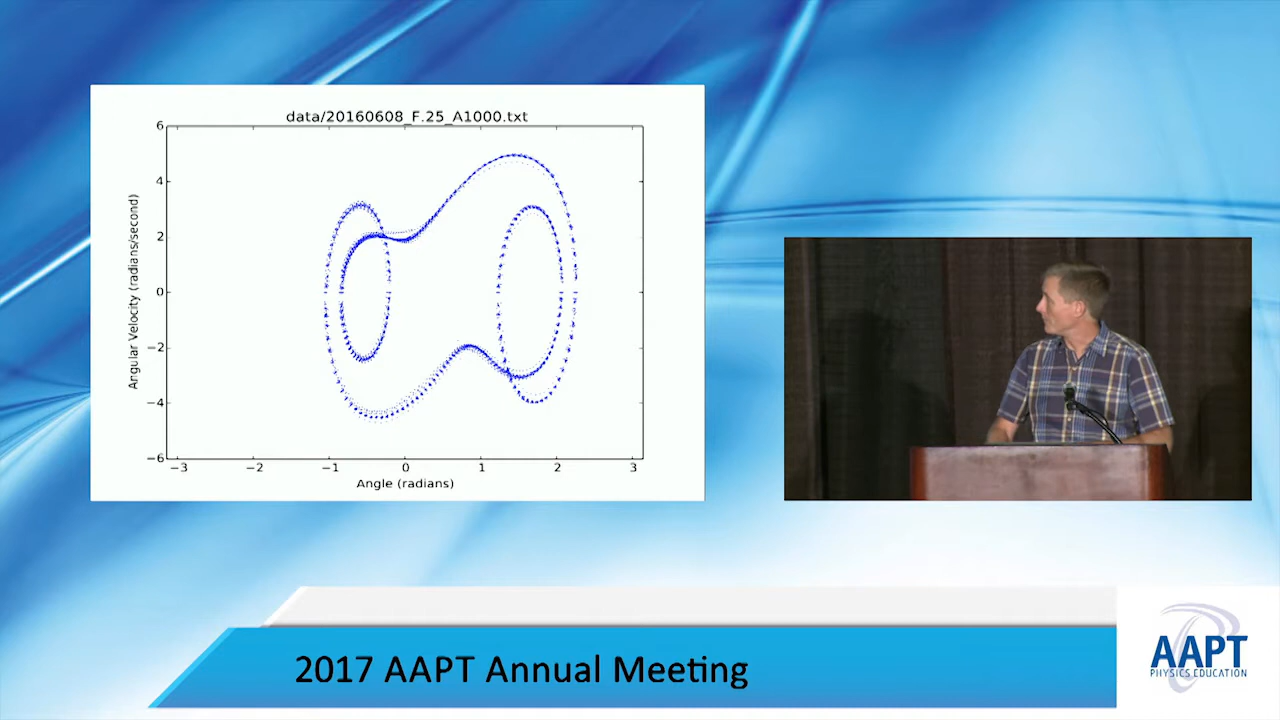 data/20160608_F.25_A1000.txt
6
4
2
0
−2
−4
−6
Angular Velocity (radians/second)
−3 −2 −1 0 1 2 3
Angle (radians)
2017 AAPT Annual Meeting
AAPT
PHYSICS EDUCATION